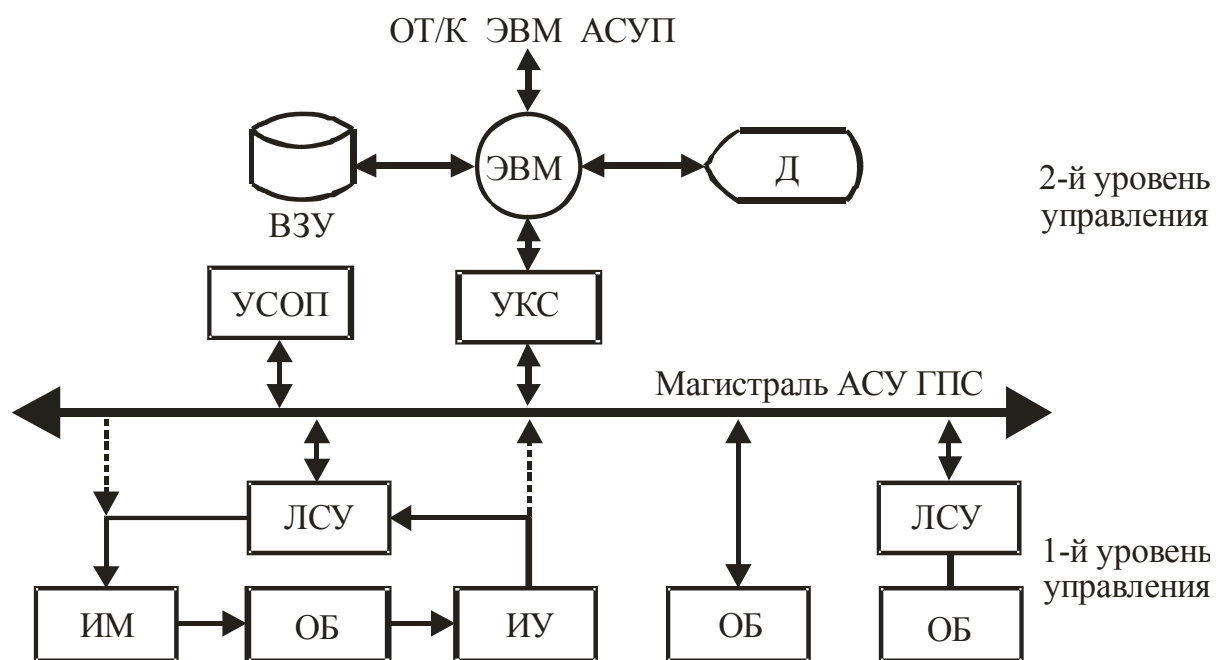 ОТ/К ЭВМ АСУП
ЭВМ
Д
ВЗУ
2-й уровень
управления
УСОП
УКС
Магистраль АСУ ГПС
ЛСУ
ЛСУ
1-й уровень
управления
ИМ
ОБ
ИУ
ОБ
ОБ